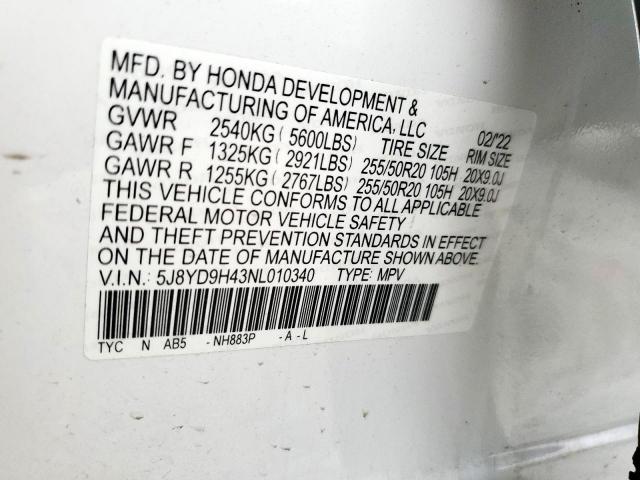 MFD. BY HONDA DEVELOPMENT &
MANUFACTURING OF AMERICA, LLC 02/'22
GVWR 2540KG ( 5600LBS) TIRE SIZE RIM SIZE
GAWR F 1325KG ( 2921LBS) 255/50R20 105H 20X9.0J
GAWR R 1255KG ( 2767LBS) 255/50R20 105H 20X9.0J
THIS VEHICLE CONFORMS TO ALL APPLICABLE
FEDERAL MOTOR VEHICLE SAFETY
AND THEFT PREVENTION STANDARDS IN EFFECT
ON THE DATE OF MANUFACTURE SHOWN ABOVE.
V.I.N.: 5J8YD9H43NL010340 TYPE: MPV
TYC N AB5 -NH883P -A-L